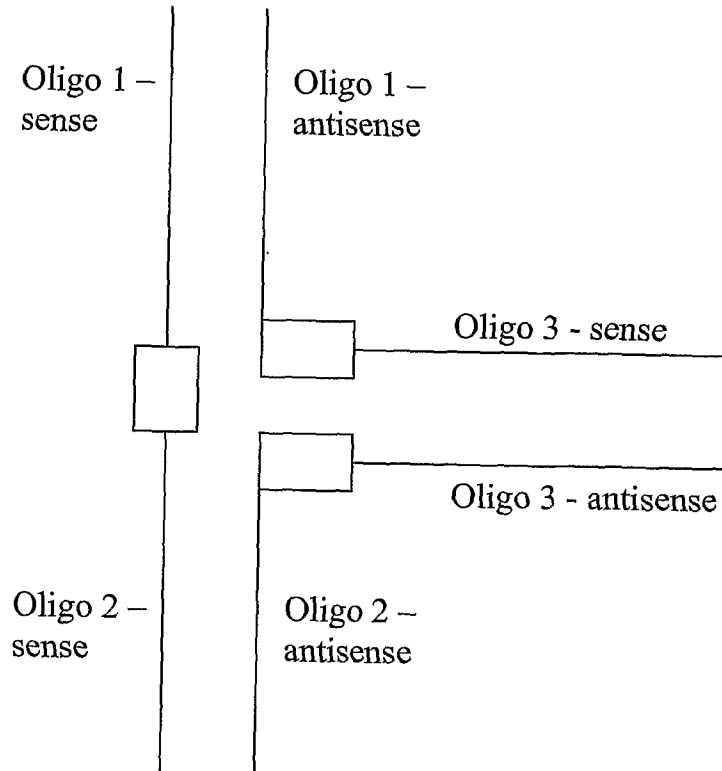 Oligo 1 –
sense
Oligo 1 –
antisense
Oligo 3 - sense
Oligo 3 - antisense
Oligo 2 –
sense
Oligo 2 –
antisense